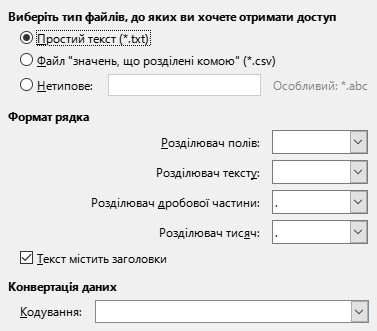 Виберіть тип файлів, до яких ви хочете отримати доступ
Простий текст (*.txt)
Файл "значень, що розділені комою" (*.csv)
Нетипове: Особливий: *.abc
Формат рядка
Розділювач полів:
Розділювач тексту:
Розділювач дробової частини: .
Розділювач тисяч: .
Текст містить заголовки
Конвертація даних
Кодування: